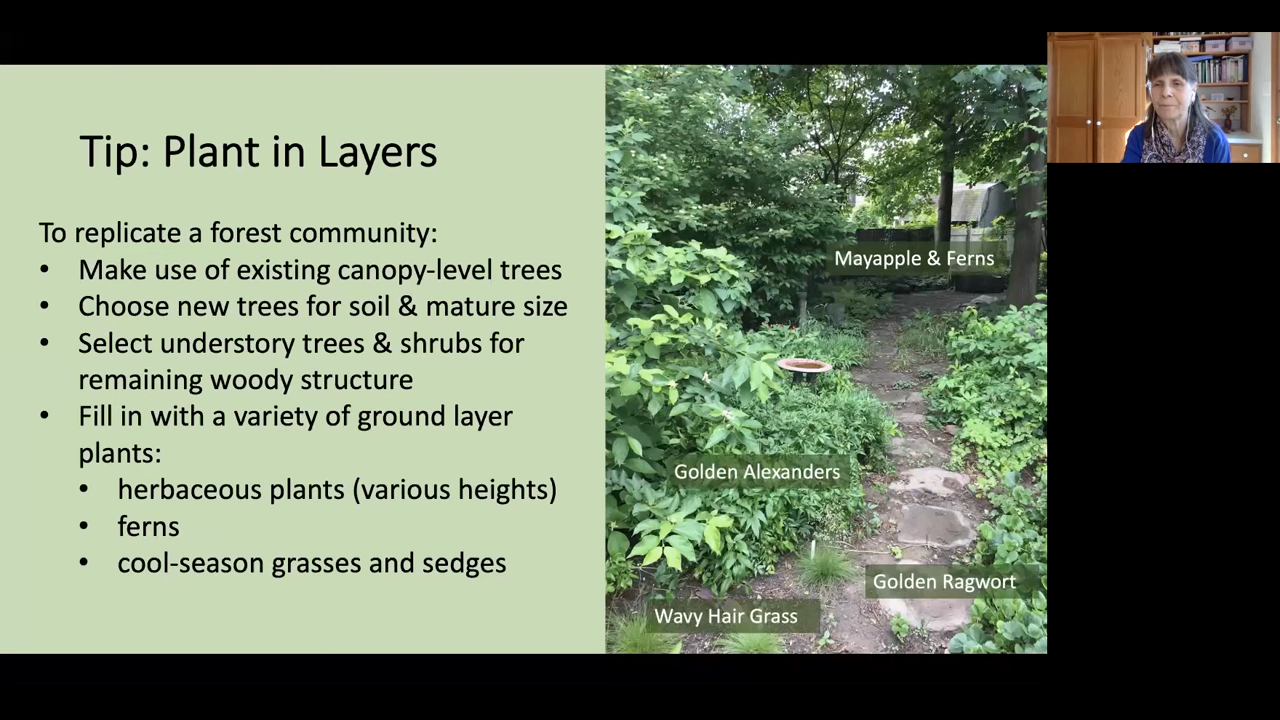 Tip: Plant in Layers
To replicate a forest community:
• Make use of existing canopy-level trees
• Choose new trees for soil & mature size
• Select understory trees & shrubs for
remaining woody structure
• Fill in with a variety of ground layer
plants:
• herbaceous plants (various heights)
• ferns
• cool-season grasses and sedges
Mayapple & Ferns
Golden Alexanders
Golden Ragwort
Wavy Hair Grass